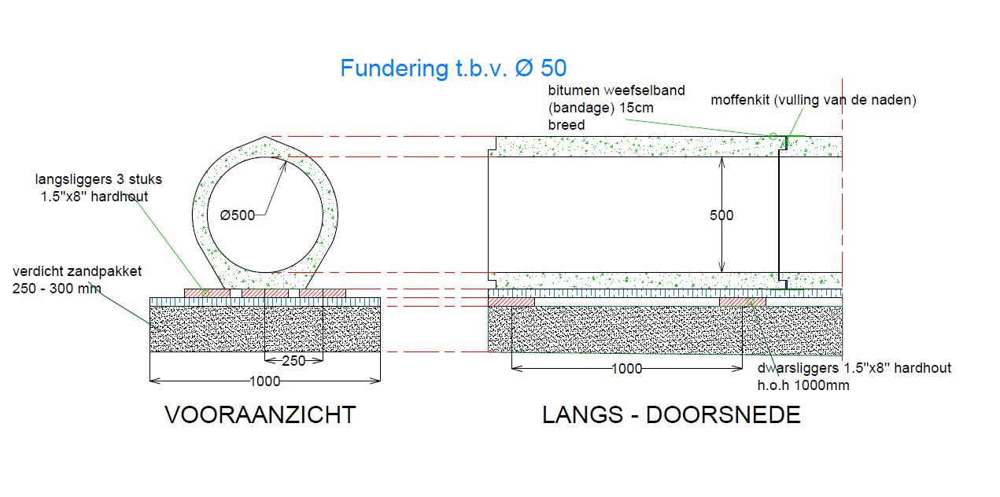 Fundering t.b.v. Ø 50
bitumen weefselband
(bandage) 15cm
breed
moffenkit (vulling van de naden)
langsliggers 3 stuks
1.5"x8" hardhout
Ø500
500
verdicht zandpakket
250 - 300 mm
250
1000
1000
dwarsliggers 1.5"x8" hardhout
h.o.h 1000mm
VOORAANZICHT
LANGS - DOORSNEDE